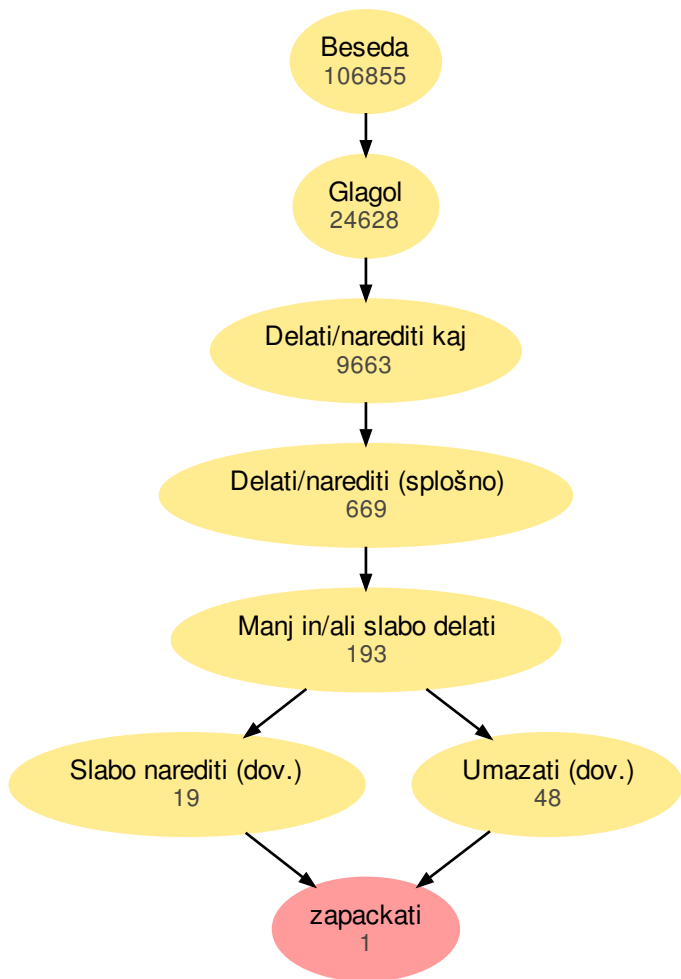 Beseda
106855
Glagol
24628
Delati/narediti kaj
9663
Delati/narediti (splošno)
669
Manj in/ali slabo delati
193
Slabo narediti (dov.)
19
Umazati (dov.)
48
zapackati
1